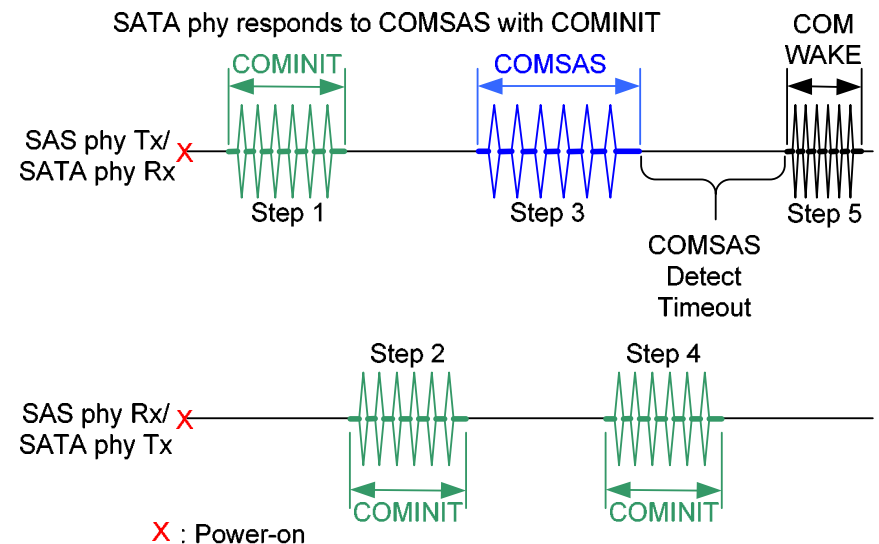 SATA phy responds to COMSAS with COMINIT
COM
WAKE
COMINIT
COMSAS
SAS phy Tx/
SATA phy Rx
X
Step 1
Step 3
Step 5
COMSAS
Detect
Timeout
Step 2
Step 4
SAS phy Rx/
SATA phy Tx
X
COMINIT
COMINIT
X : Power-on